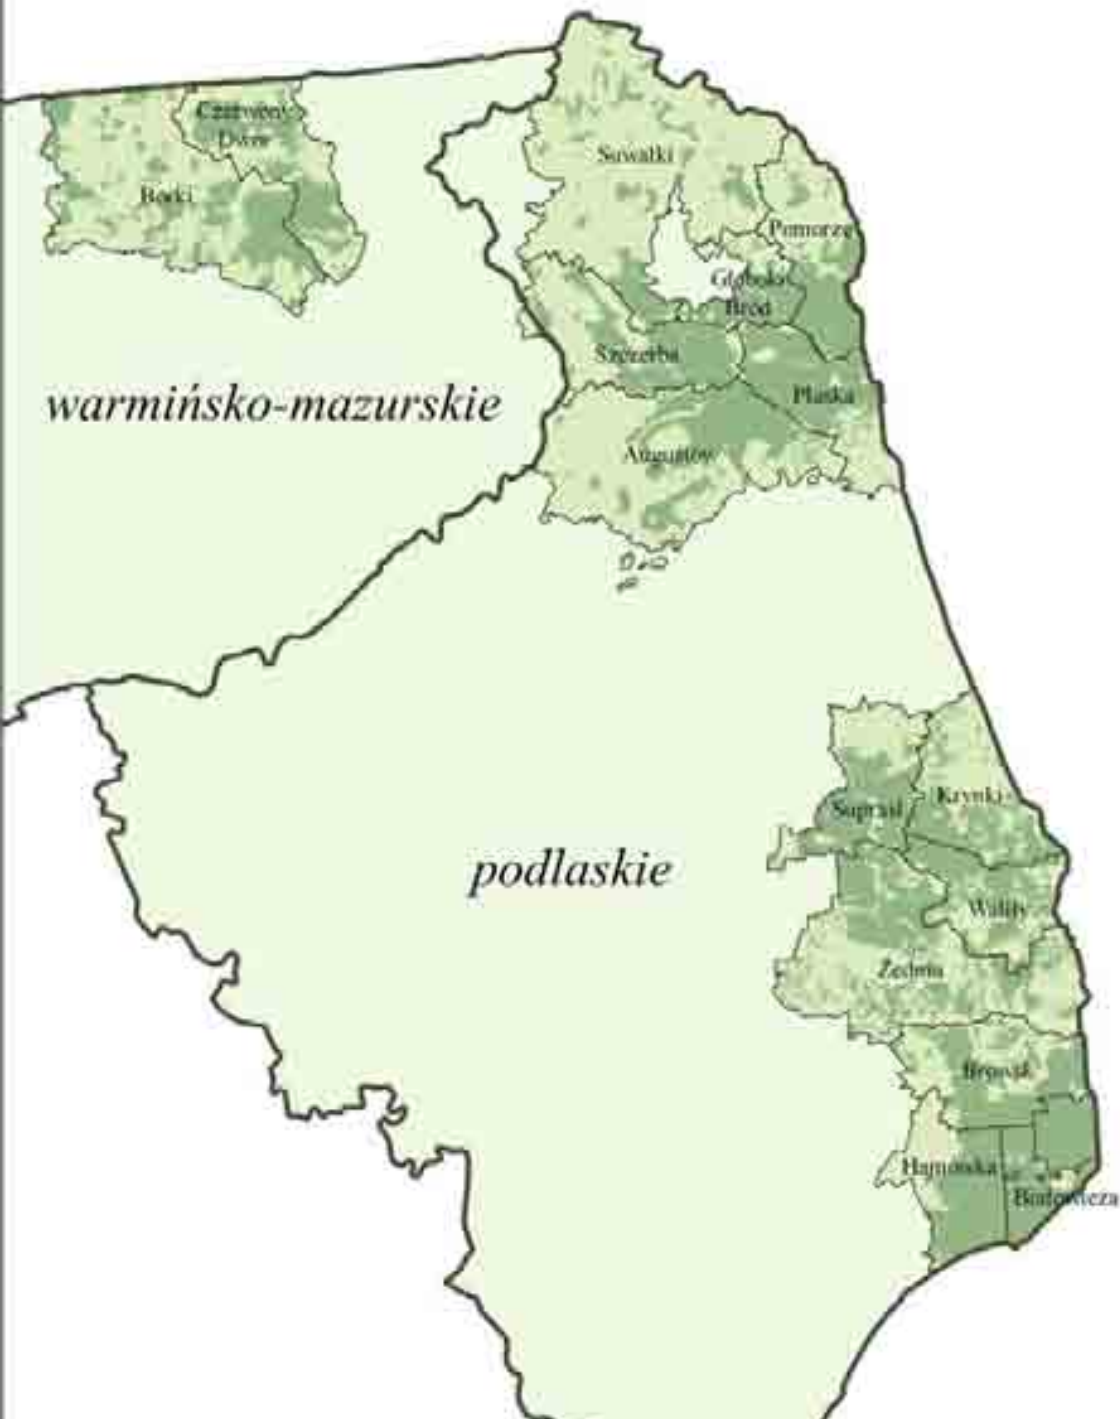 Czerwony
Dwór
Borki
Suwałki
Pomorze
Głęboki
Bród
Szczebra
Płaska
Augustów
warmińsko-mazurskie
Supraśl
Krynki
podlaskie
Waliły
Żednia
Browsk
Hajnówka
Białowieża